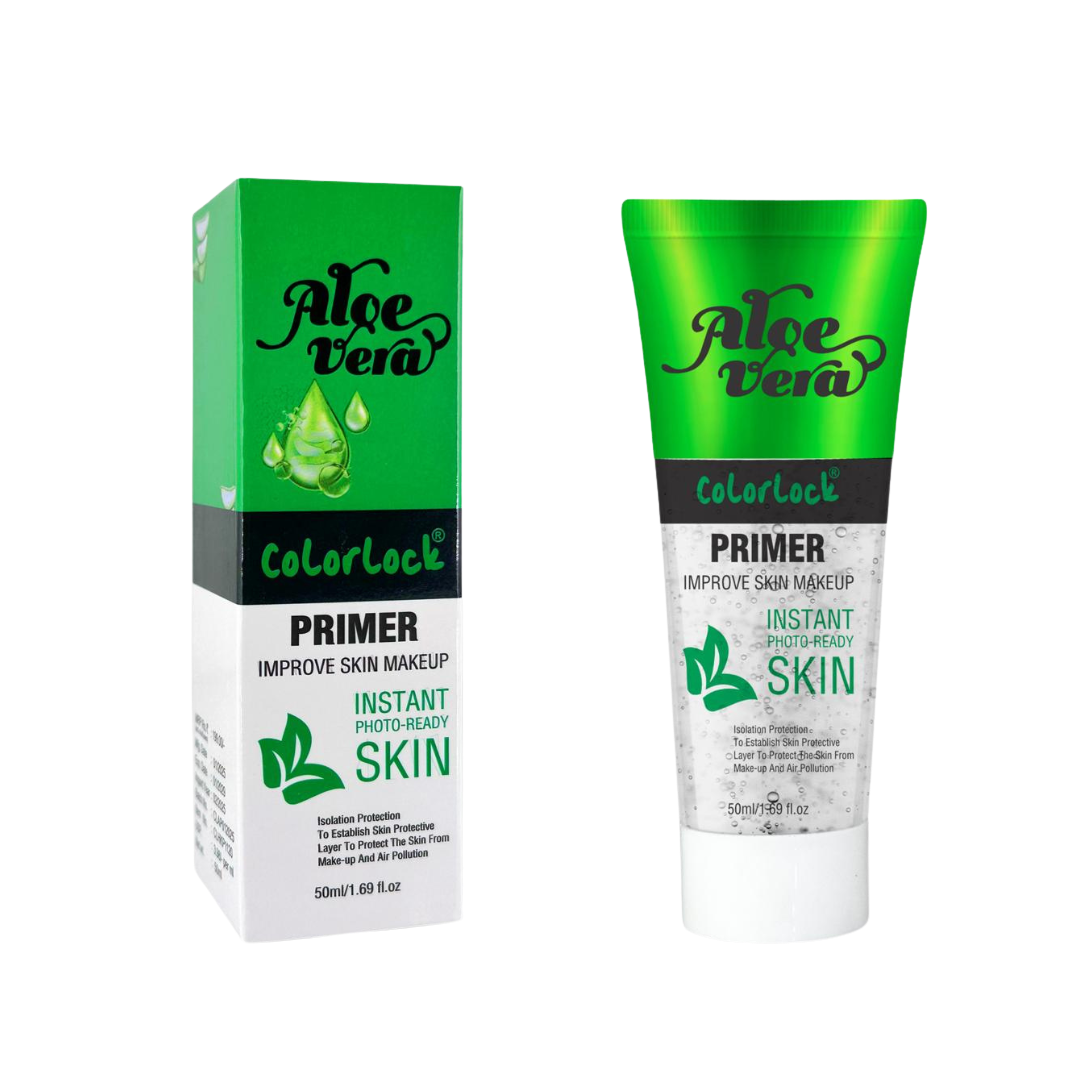 Aloe
Vera
ColorLock®
PRIMER
IMPROVE SKIN MAKEUP
INSTANT
PHOTO-READY
SKIN
Isolation Protection
To Establish Skin Protective
Layer To Protect The Skin From
Make-up And Air Pollution
50ml/1.69 fl.oz
Aloe
Vera
ColorLock®
PRIMER
IMPROVE SKIN MAKEUP
INSTANT
PHOTO-READY
SKIN
Isolation Protection
To Establish Skin Protective
Layer To Protect The Skin From
Make-up And Air Pollution
50ml/1.69 fl.oz